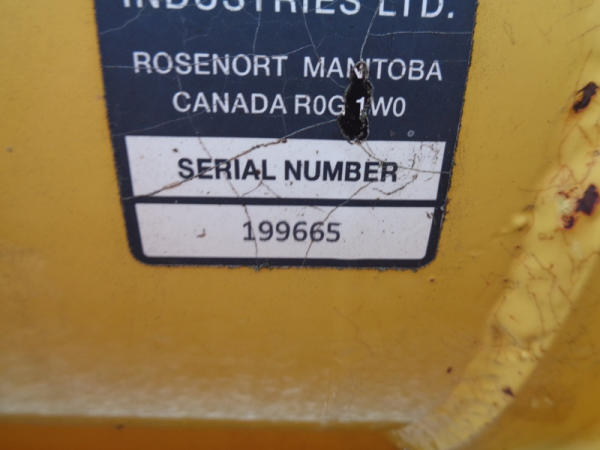 INDUSTRIES LTD.
ROSENORT MANITOBA
CANADA R0G 1W0
SERIAL NUMBER
199665